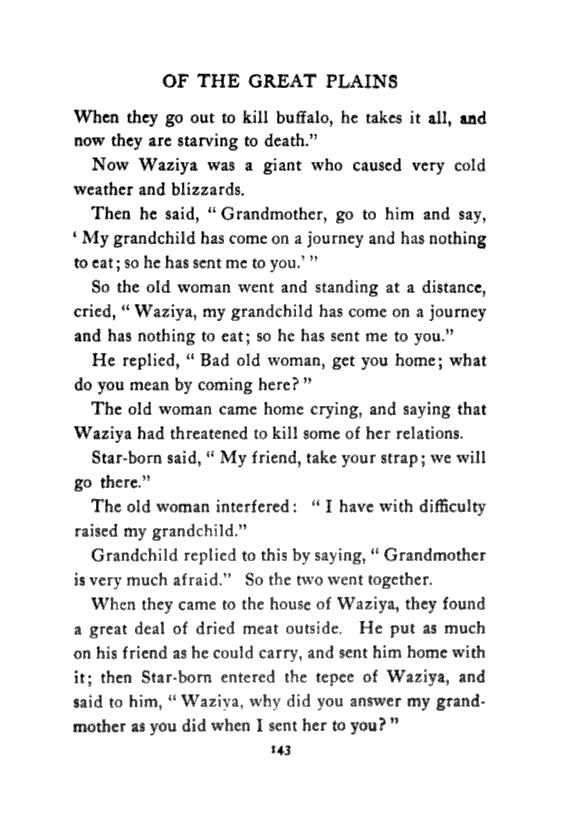 OF THE GREAT PLAINS
When they go out to kill buffalo, he takes it all, and
now they are starving to death.”
Now Waziya was a giant who caused very cold
weather and blizzards.
Then he said, “ Grandmother, go to him and say,
‘ My grandchild has come on a journey and has nothing
to eat ; so he has sent me to you.’ ”
So the old woman went and standing at a distance,
cried, “ Waziya, my grandchild has come on a journey
and has nothing to eat ; so he has sent me to you.”
He replied, “ Bad old woman, get you home ; what
do you mean by coming here? ”
The old woman came home crying, and saying that
Waziya had threatened to kill some of her relations.
Star-born said, “ My friend, take your strap ; we will
go there.”
The old woman interfered : “ I have with difficulty
raised my grandchild.”
Grandchild replied to this by saying, “ Grandmother
is very much afraid.” So the two went together.
When they came to the house of Waziya, they found
a great deal of dried meat outside. He put as much
on his friend as he could carry, and sent him home with
it ; then Star-born entered the tepee of Waziya, and
said to him, “ Waziya, why did you answer my grand-
mother as you did when I sent her to you? ”
143